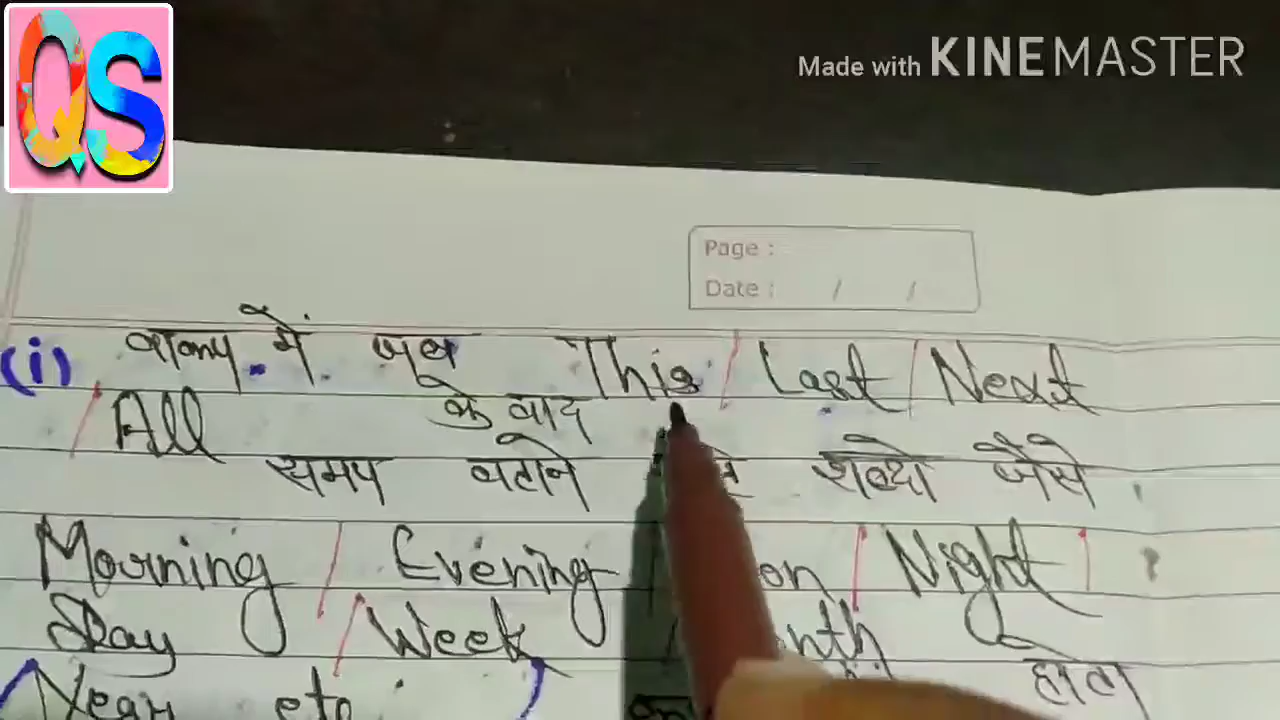 QS
Made with KINEMASTER
Page :
Date : / /
(i) वाक्य में जब This / Last / Next
/ All के बाद
समय बताने शब्दो जैसे
Morning / Evening / Night /
Day / Week /
Year etc. होता